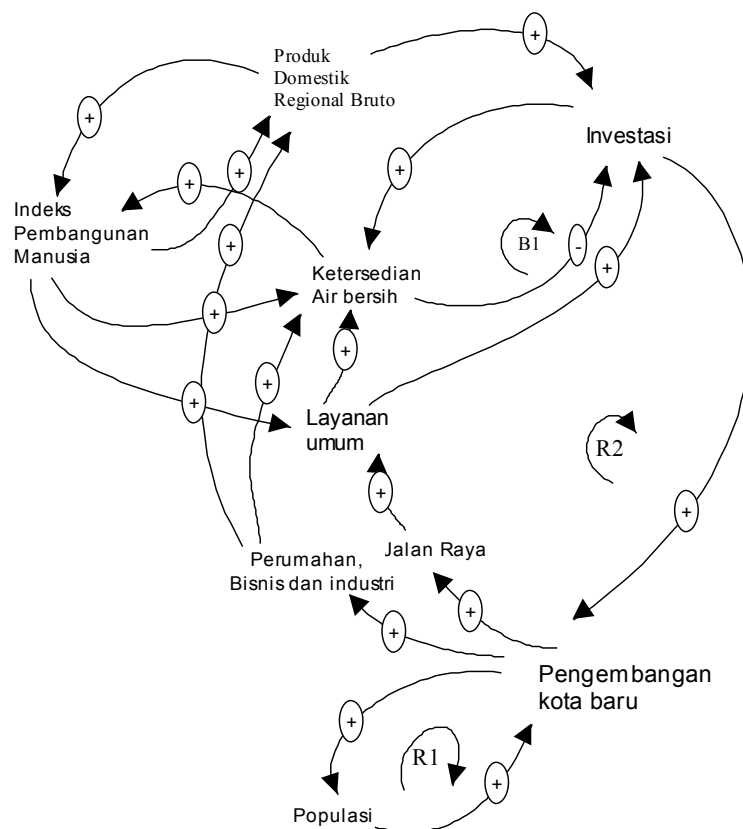 +
Produk
Domestik
Regional Bruto
+
Investasi
+
+
+
Indeks
Pembangunan
Manusia
+
B1
-
+
Ketersedian
Air bersih
+
+
+
+
+
Layanan
umum
R2
+
+
Jalan Raya
Perumahan,
Bisnis dan industri
+
+
Pengembangan
kota baru
+
R1
+
Populasi